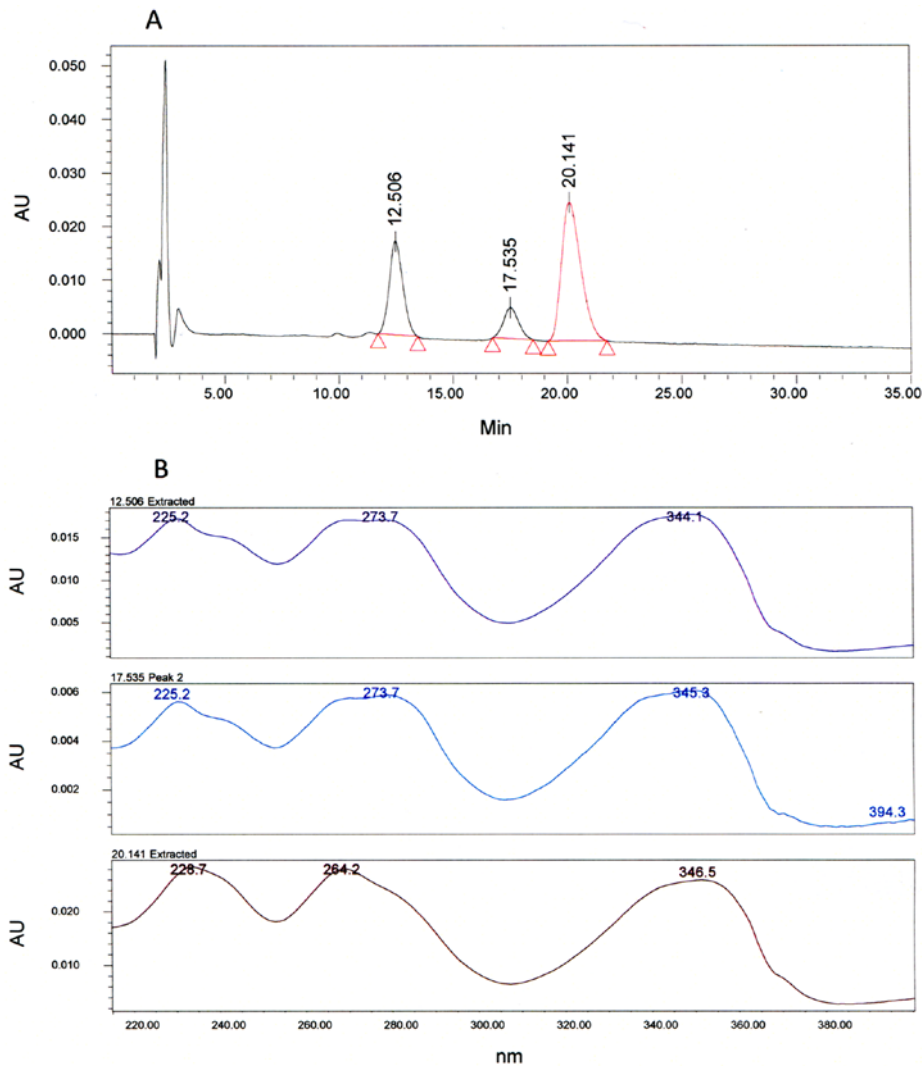 A
AU
0.050
0.040
0.030
0.020
0.010
0.000
12.506
17.535
20.141
5.00 10.00 15.00 20.00 25.00 30.00 35.00
Min
B
12.506 Extracted
225.2 273.7 344.1
AU
0.015
0.010
0.005
17.535 Peak 2
225.2 273.7 345.3
394.3
AU
0.006
0.004
0.002
20.141 Extracted
228.7 264.2 346.5
AU
0.020
0.010
220.00 240.00 260.00 280.00 300.00 320.00 340.00 360.00 380.00
nm